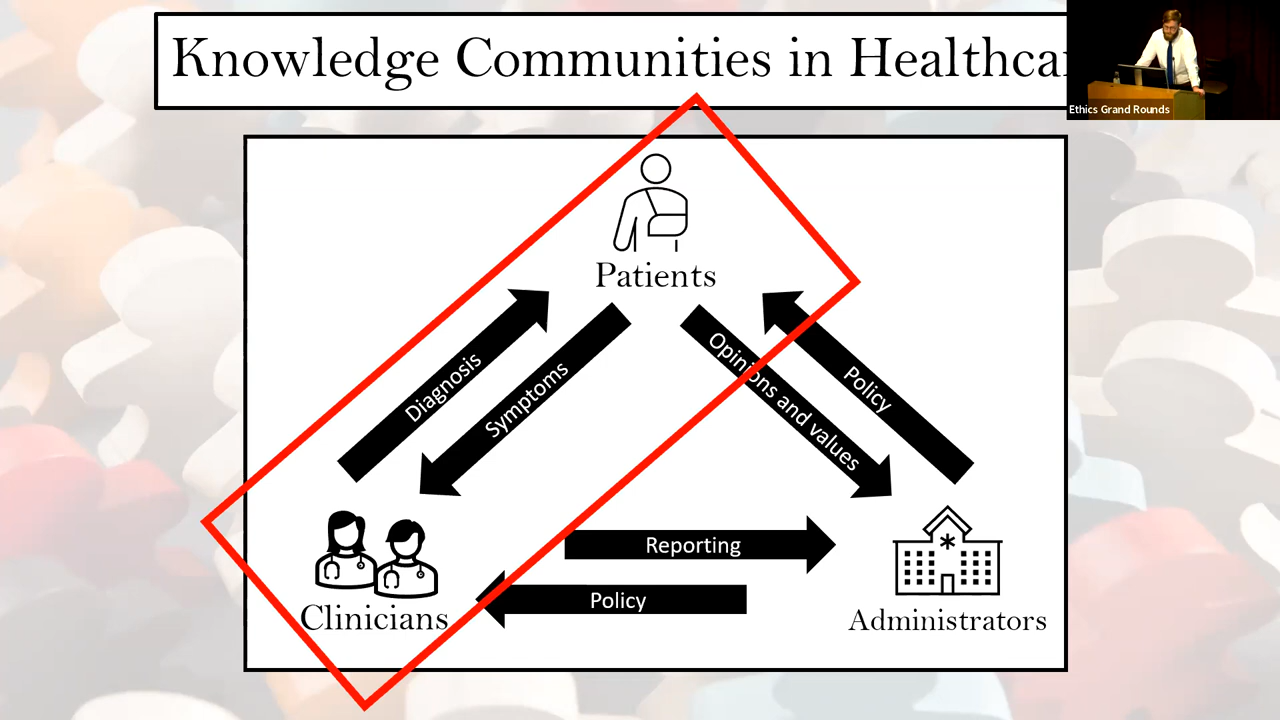 Knowledge Communities in Healthca
Ethics Grand Rounds
Patients
Diagnosis
Symptoms
Opinions and values
Policy
Reporting
Policy
Clinicians
Administrators